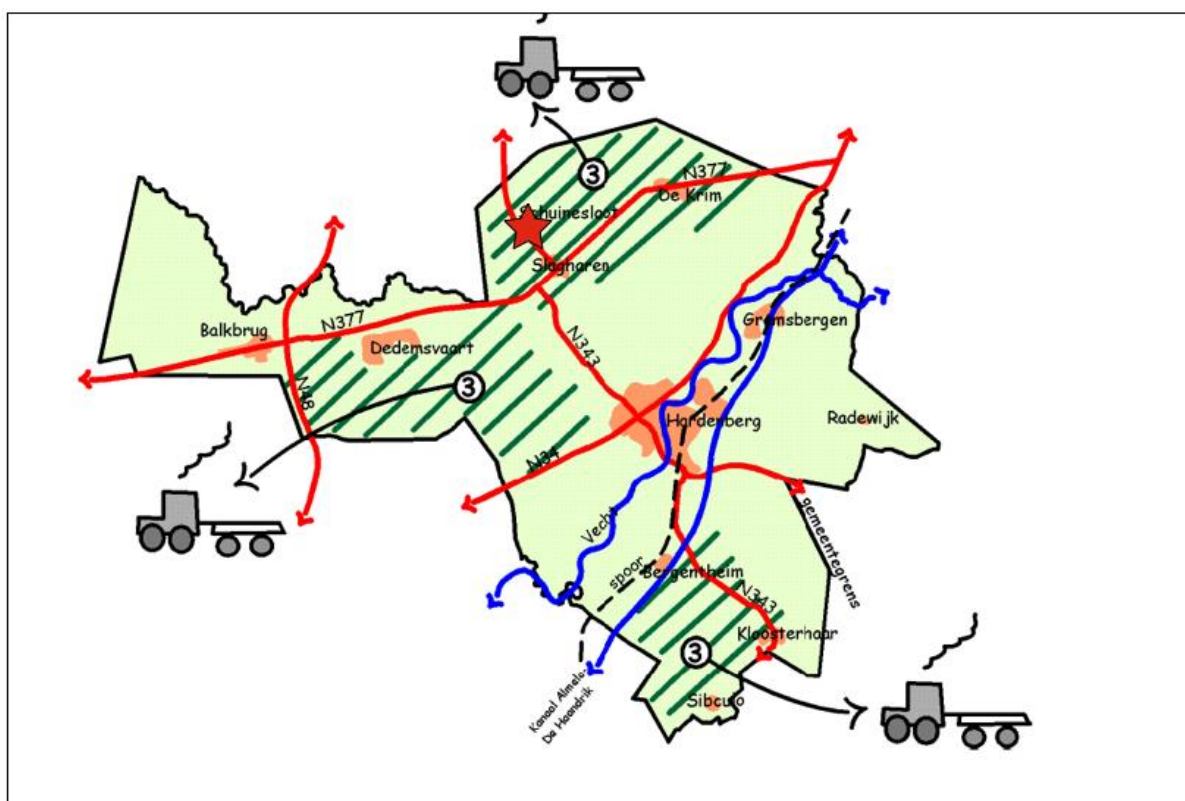 3
N377
De Krim
Schuinesloot
Slagharen
N377
Balkbrug
Dedemsvaart
N343
Gramsbergen
N48
3
Hardenberg
Radewijk
N34
Vecht
gemeentegrens
spoor
Bergentheim
N343
Kloosterhaar
3
Sibculo
Kanaal Almelo-
De Haandrik